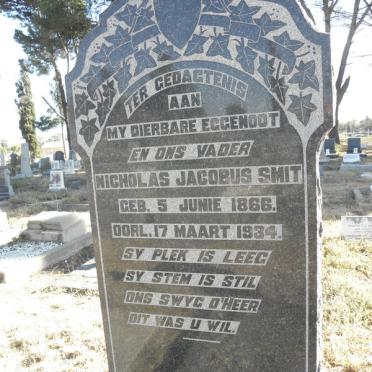 TER GEDAGTENIS
AAN
MY DIERBARE EGGENOOT
EN ONS VADER
NICHOLAS JACOBUS SMIT
GEB. 5 JUNIE 1866.
OORL. 17 MAART 1934.
SY PLEK IS LEEG
SY STEM IS STIL
ONS SWYG O'HEER
DIT WAS U WIL.